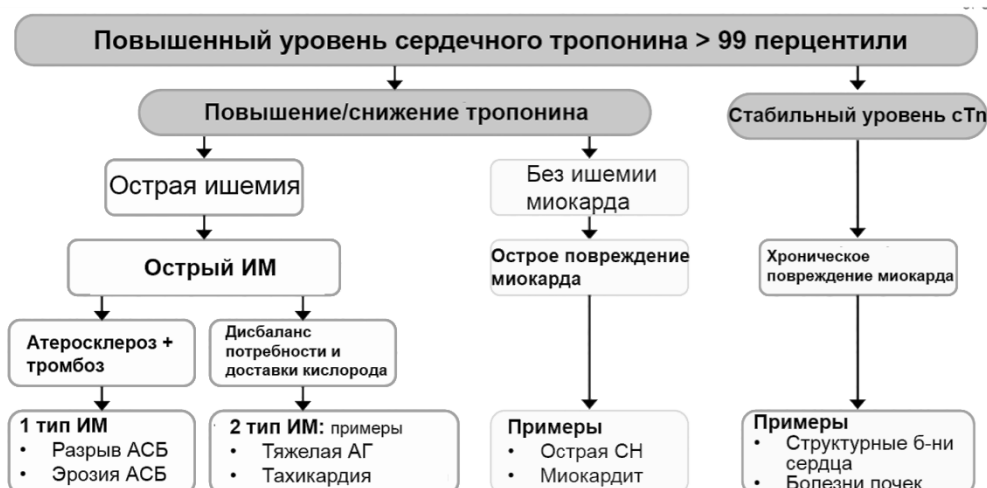 Повышенный уровень сердечного тропонина > 99 перцентили
Повышение/снижение тропонина
Стабильный уровень cTn
Острая ишемия
Без ишемии
миокарда
Острый ИМ
Острое повреждение
миокарда
Хроническое
повреждение миокарда
Атеросклероз +
тромбоз
Дисбаланс
потребности и
доставки кислорода
1 тип ИМ
• Разрыв АСБ
• Эрозия АСБ
2 тип ИМ: примеры
• Тяжелая АГ
• Тахикардия
Примеры
• Острая СН
• Миокардит
Примеры
• Структурные б-ни
сердца
• Болезни почек